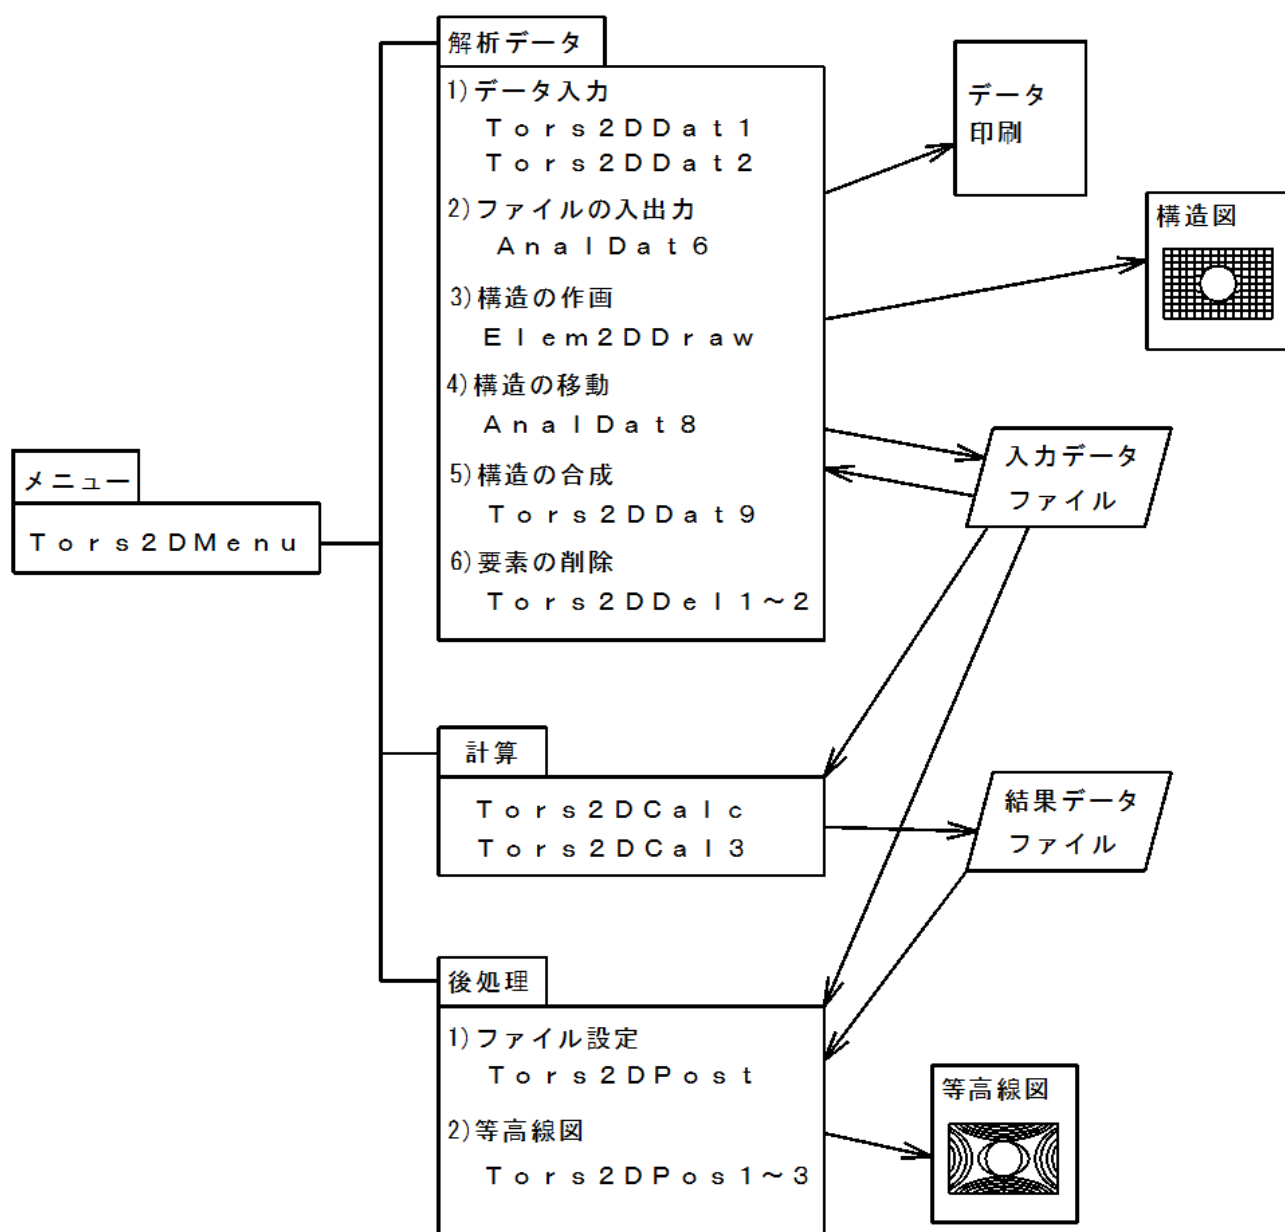 メニュー
Tors2DMenu
解析データ
1)データ入力
Tors2DDat1
Tors2DDat2
2)ファイルの入出力
AnalDat6
3)構造の作画
Elem2DDraw
4)構造の移動
AnalDat8
5)構造の合成
Tors2DDat9
6)要素の削除
Tors2DDel1～2
計算
Tors2DCalc
Tors2DCal3
後処理
1)ファイル設定
Tors2DPost
2)等高線図
Tors2DPos1～3
データ
印刷
構造図
入力データ
ファイル
結果データ
ファイル
等高線図